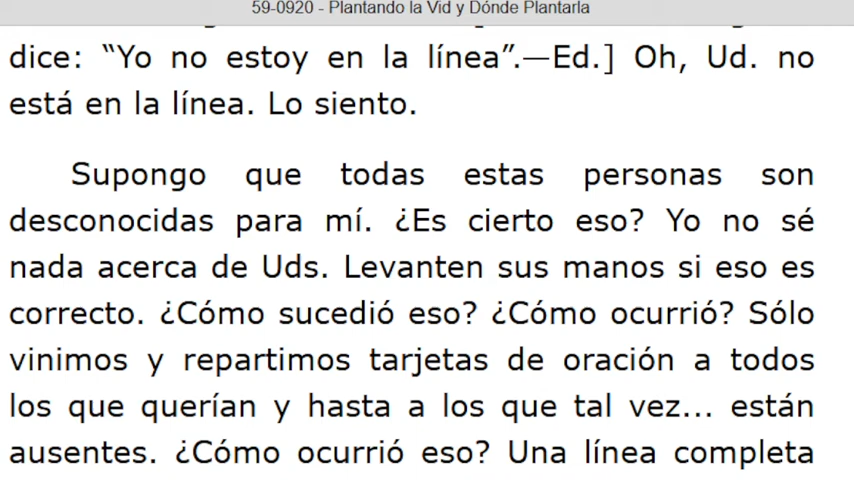 59-0920 - Plantando la Vid y Dónde Plantarla
dice: “Yo no estoy en la línea”.—Ed.] Oh, Ud. no
está en la línea. Lo siento.
Supongo que todas estas personas son
desconocidas para mí. ¿Es cierto eso? Yo no sé
nada acerca de Uds. Levanten sus manos si eso es
correcto. ¿Cómo sucedió eso? ¿Cómo ocurrió? Sólo
vinimos y repartimos tarjetas de oración a todos
los que querían y hasta a los que tal vez... están
ausentes. ¿Cómo ocurrió eso? Una línea completa